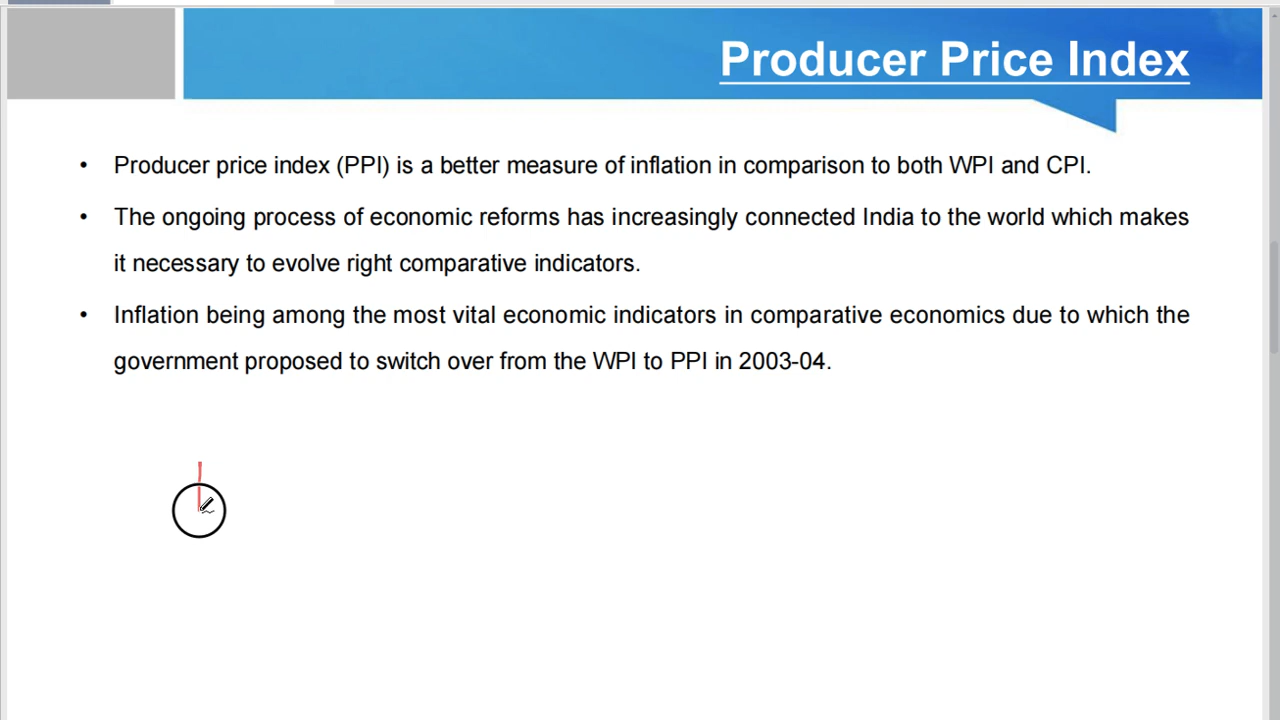 Producer Price Index
• Producer price index (PPI) is a better measure of inflation in comparison to both WPI and CPI.
• The ongoing process of economic reforms has increasingly connected India to the world which makes
it necessary to evolve right comparative indicators.
• Inflation being among the most vital economic indicators in comparative economics due to which the
government proposed to switch over from the WPI to PPI in 2003-04.